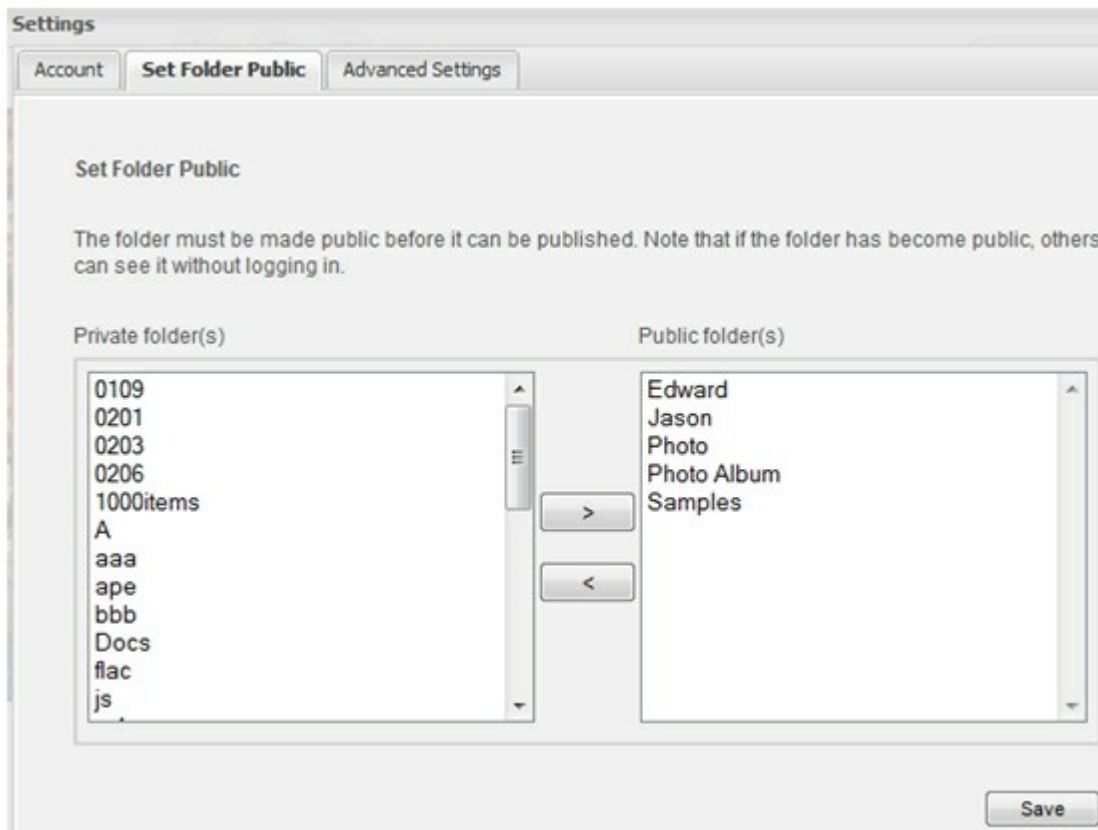 Settings
Account
Set Folder Public
Advanced Settings
Set Folder Public
The folder must be made public before it can be published. Note that if the folder has become public, others
can see it without logging in.
Private folder(s)
Public folder(s)
0109
0201
0203
0206
1000items
A
aaa
ape
bbb
Docs
flac
js
>
<
Edward
Jason
Photo
Photo Album
Samples
Save